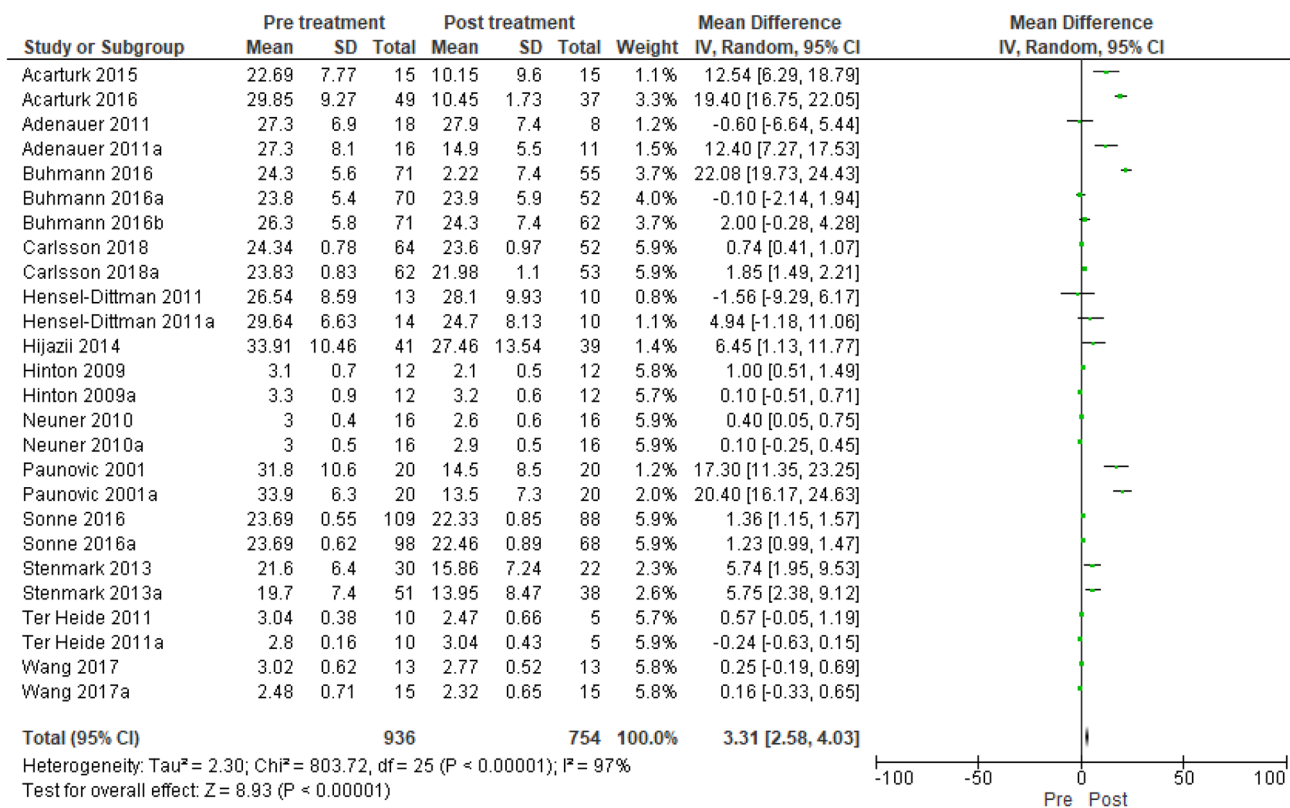 Pre treatment Post treatment Mean Difference Mean Difference
Study or Subgroup Mean SD Total Mean SD Total Weight IV, Random, 95% CI IV, Random, 95% CI
Acarturk 2015 22.69 7.77 15 10.15 9.6 15 1.1% 12.54 [6.29, 18.79]
Acarturk 2016 29.85 9.27 49 10.45 1.73 37 3.3% 19.40 [16.75, 22.05]
Adenauer 2011 27.3 6.9 18 27.9 7.4 8 1.2% -0.60 [-6.64, 5.44]
Adenauer 2011a 27.3 8.1 16 14.9 5.5 11 1.5% 12.40 [7.27, 17.53]
Buhmann 2016 24.3 5.6 71 2.22 7.4 55 3.7% 22.08 [19.73, 24.43]
Buhmann 2016a 23.8 5.4 70 23.9 5.9 52 4.0% -0.10 [-2.14, 1.94]
Buhmann 2016b 26.3 5.8 71 24.3 7.4 62 3.7% 2.00 [-0.28, 4.28]
Carlsson 2018 24.34 0.78 64 23.6 0.97 52 5.9% 0.74 [0.41, 1.07]
Carlsson 2018a 23.83 0.83 62 21.98 1.1 53 5.9% 1.85 [1.49, 2.21]
Hensel-Dittman 2011 26.54 8.59 13 28.1 9.93 10 0.8% -1.56 [-9.29, 6.17]
Hensel-Dittman 2011a 29.64 6.63 14 24.7 8.13 10 1.1% 4.94 [-1.18, 11.06]
Hijazii 2014 33.91 10.46 41 27.46 13.54 39 1.4% 6.45 [1.13, 11.77]
Hinton 2009 3.1 0.7 12 2.1 0.5 12 5.8% 1.00 [0.51, 1.49]
Hinton 2009a 3.3 0.9 12 3.2 0.6 12 5.7% 0.10 [-0.51, 0.71]
Neuner 2010 3 0.4 16 2.6 0.6 16 5.9% 0.40 [0.05, 0.75]
Neuner 2010a 3 0.5 16 2.9 0.5 16 5.9% 0.10 [-0.25, 0.45]
Paunovic 2001 31.8 10.6 20 14.5 8.5 20 1.2% 17.30 [11.35, 23.25]
Paunovic 2001a 33.9 6.3 20 13.5 7.3 20 2.0% 20.40 [16.17, 24.63]
Sonne 2016 23.69 0.55 109 22.33 0.85 88 5.9% 1.36 [1.15, 1.57]
Sonne 2016a 23.69 0.62 98 22.46 0.89 68 5.9% 1.23 [0.99, 1.47]
Stenmark 2013 21.6 6.4 30 15.86 7.24 22 2.3% 5.74 [1.95, 9.53]
Stenmark 2013a 19.7 7.4 51 13.95 8.47 38 2.6% 5.75 [2.38, 9.12]
Ter Heide 2011 3.04 0.38 10 2.47 0.66 5 5.7% 0.57 [-0.05, 1.19]
Ter Heide 2011a 2.8 0.16 10 3.04 0.43 5 5.9% -0.24 [-0.63, 0.15]
Wang 2017 3.02 0.62 13 2.77 0.52 13 5.8% 0.25 [-0.19, 0.69]
Wang 2017a 2.48 0.71 15 2.32 0.65 15 5.8% 0.16 [-0.33, 0.65]
Total (95% CI) 936 754 100.0% 3.31 [2.58, 4.03]
Heterogeneity: Tau² = 2.30; Chi² = 803.72, df = 25 (P < 0.00001); I² = 97%
Test for overall effect: Z = 8.93 (P < 0.00001)
-100 -50 0 50 100
Pre Post